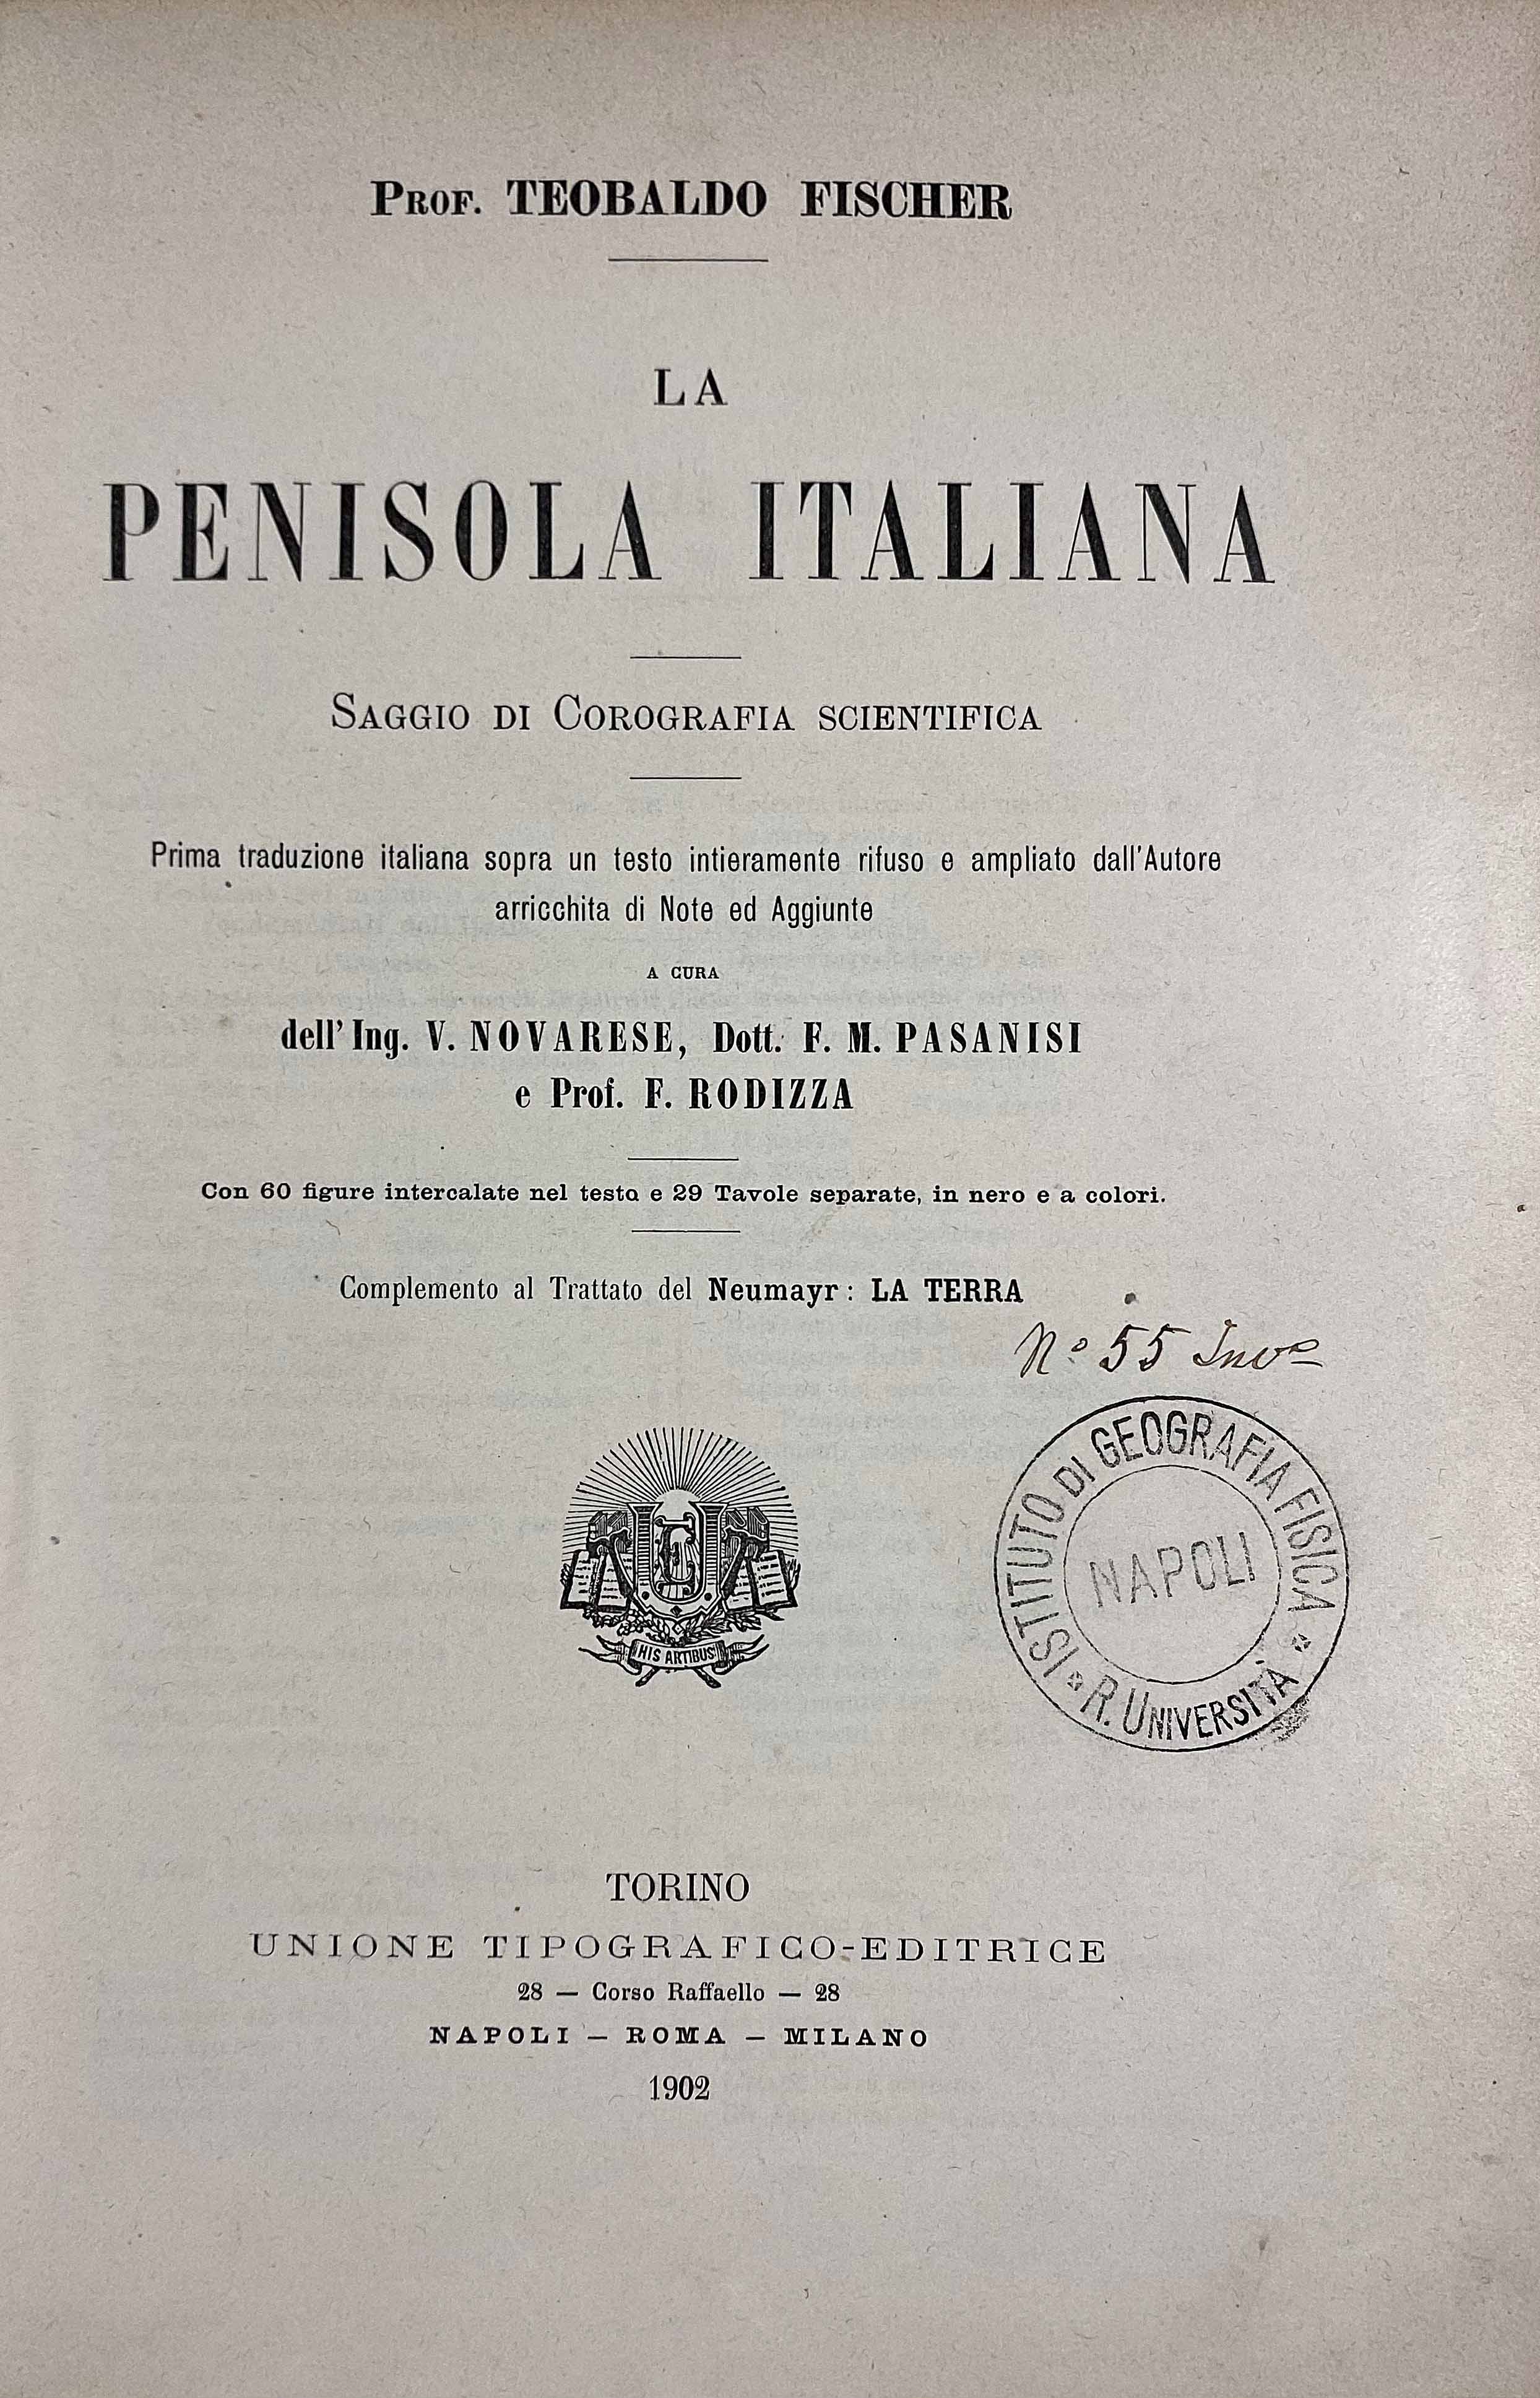 Prof. TEOBALDO FISCHER
LA
PENISOLA ITALIANA
Saggio di Corografia scientifica
Prima traduzione italiana sopra un testo intieramente rifuso e ampliato dall'Autore
arricchita di Note ed Aggiunte
A CURA
dell'Ing. V. NOVARESE, Dott. F. M. PASANISI
e Prof. F. RODIZZA
Con 60 figure intercalate nel testo e 29 Tavole separate, in nero e a colori.
Complemento al Trattato del Neumayr: LA TERRA
Nº 55 Invº
ISTITUTO DI GEOGRAFIA FISICA
NAPOLI
R. UNIVERSITÀ
UTE
HIS ARTIBUS
TORINO
UNIONE TIPOGRAFICO-EDITRICE
28 — Corso Raffaello — 28
NAPOLI — ROMA — MILANO
1902